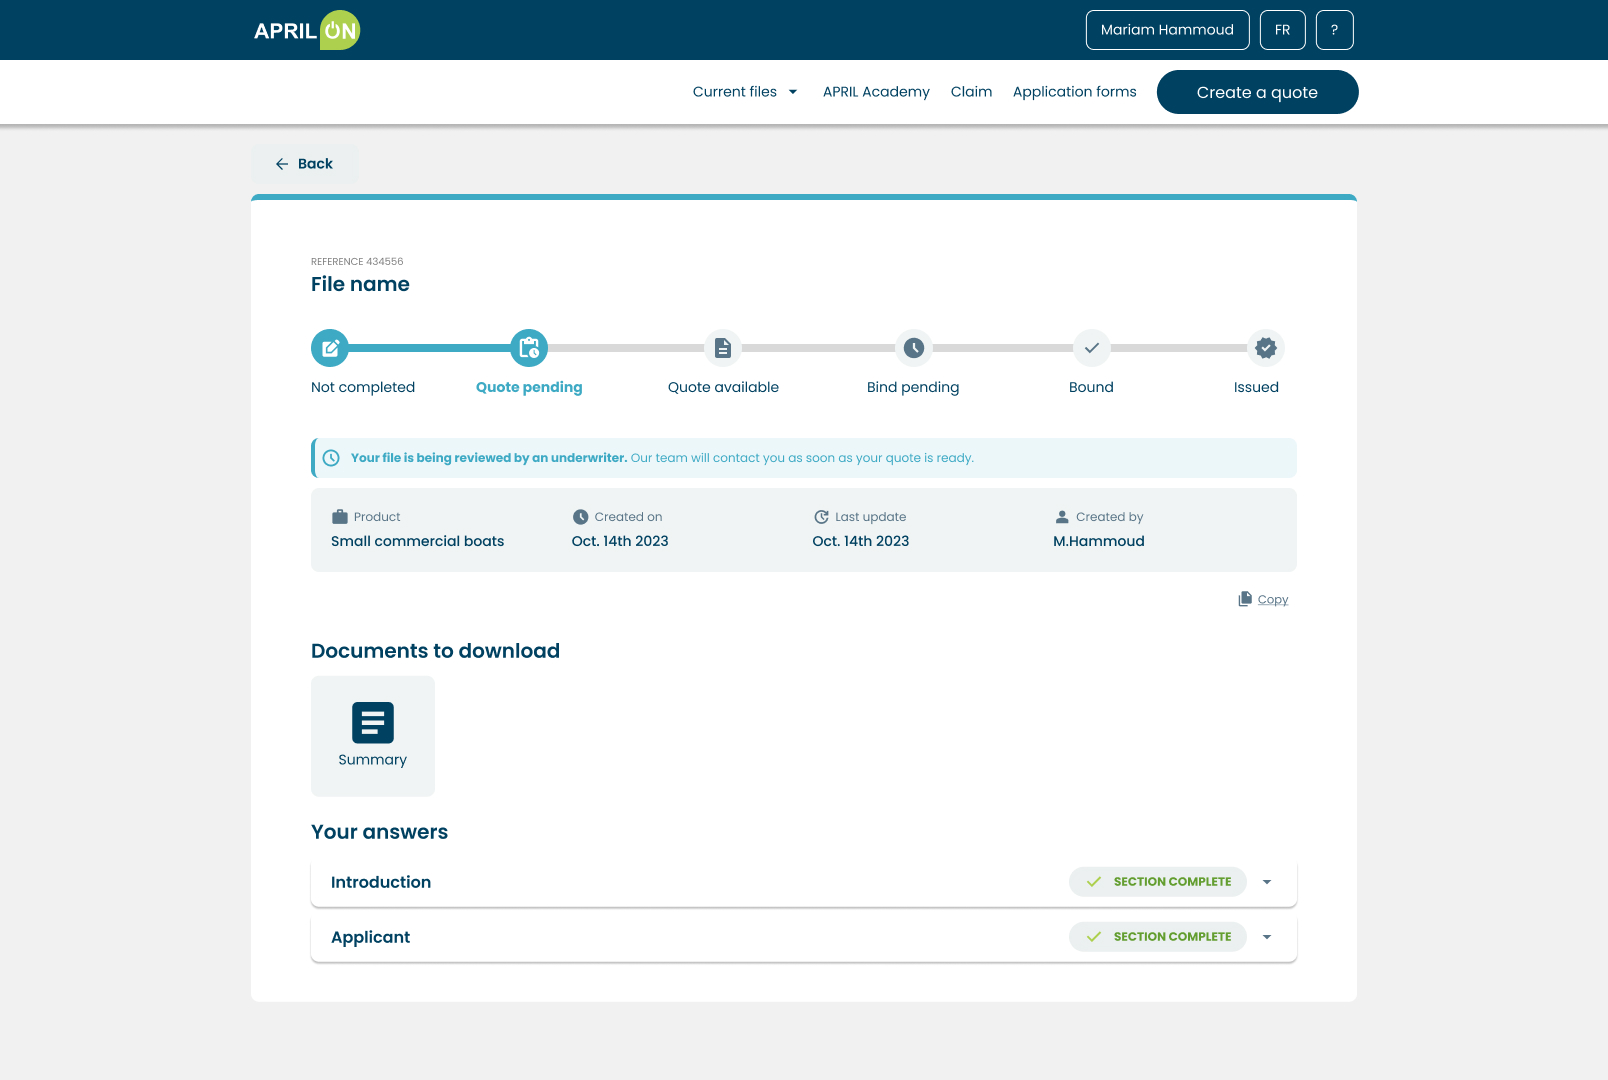 APRIL ON
Mariam Hammoud
FR
?
Current files
APRIL Academy
Claim
Application forms
Create a quote
Back
REFERENCE 434556
File name
Not completed
Quote pending
Quote available
Bind pending
Bound
Issued
Your file is being reviewed by an underwriter. Our team will contact you as soon as your quote is ready.
Product
Small commercial boats
Created on
Oct. 14th 2023
Last update
Oct. 14th 2023
Created by
M.Hammoud
Copy
Documents to download
Summary
Your answers
Introduction
SECTION COMPLETE
Applicant
SECTION COMPLETE